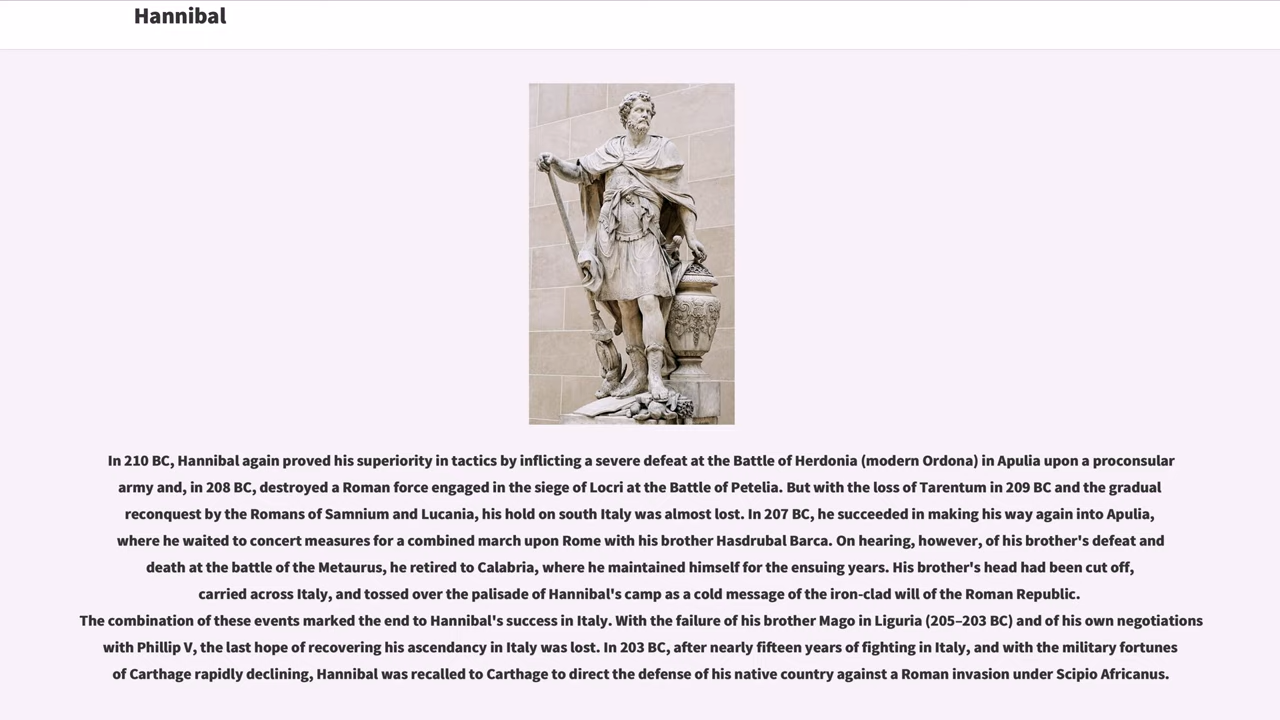 Hannibal
In 210 BC, Hannibal again proved his superiority in tactics by inflicting a severe defeat at the Battle of Herdonia (modern Ordona) in Apulia upon a proconsular
army and, in 208 BC, destroyed a Roman force engaged in the siege of Locri at the Battle of Petelia. But with the loss of Tarentum in 209 BC and the gradual
reconquest by the Romans of Samnium and Lucania, his hold on south Italy was almost lost. In 207 BC, he succeeded in making his way again into Apulia,
where he waited to concert measures for a combined march upon Rome with his brother Hasdrubal Barca. On hearing, however, of his brother's defeat and
death at the battle of the Metaurus, he retired to Calabria, where he maintained himself for the ensuing years. His brother's head had been cut off,
carried across Italy, and tossed over the palisade of Hannibal's camp as a cold message of the iron-clad will of the Roman Republic.
The combination of these events marked the end to Hannibal's success in Italy. With the failure of his brother Mago in Liguria (205–203 BC) and of his own negotiations
with Phillip V, the last hope of recovering his ascendancy in Italy was lost. In 203 BC, after nearly fifteen years of fighting in Italy, and with the military fortunes
of Carthage rapidly declining, Hannibal was recalled to Carthage to direct the defense of his native country against a Roman invasion under Scipio Africanus.